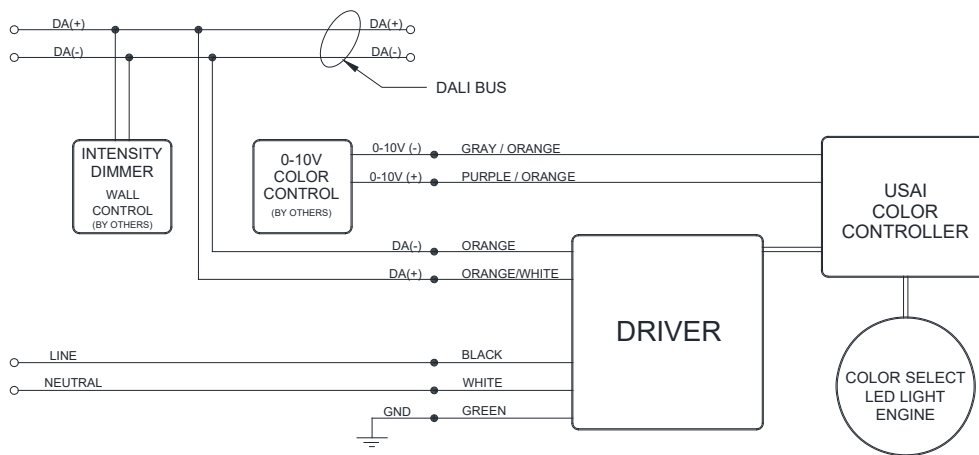 DA(+) DA(+)
DA(-) DA(-)
DALI BUS
INTENSITY
DIMMER
WALL
CONTROL
(BY OTHERS)
0-10V
COLOR
CONTROL
(BY OTHERS)
0-10V (-) GRAY / ORANGE
0-10V (+) PURPLE / ORANGE
USAI
COLOR
CONTROLLER
DA(-) ORANGE
DA(+) ORANGE/WHITE
DRIVER
LINE BLACK
NEUTRAL WHITE
GND GREEN
COLOR SELECT
LED LIGHT
ENGINE